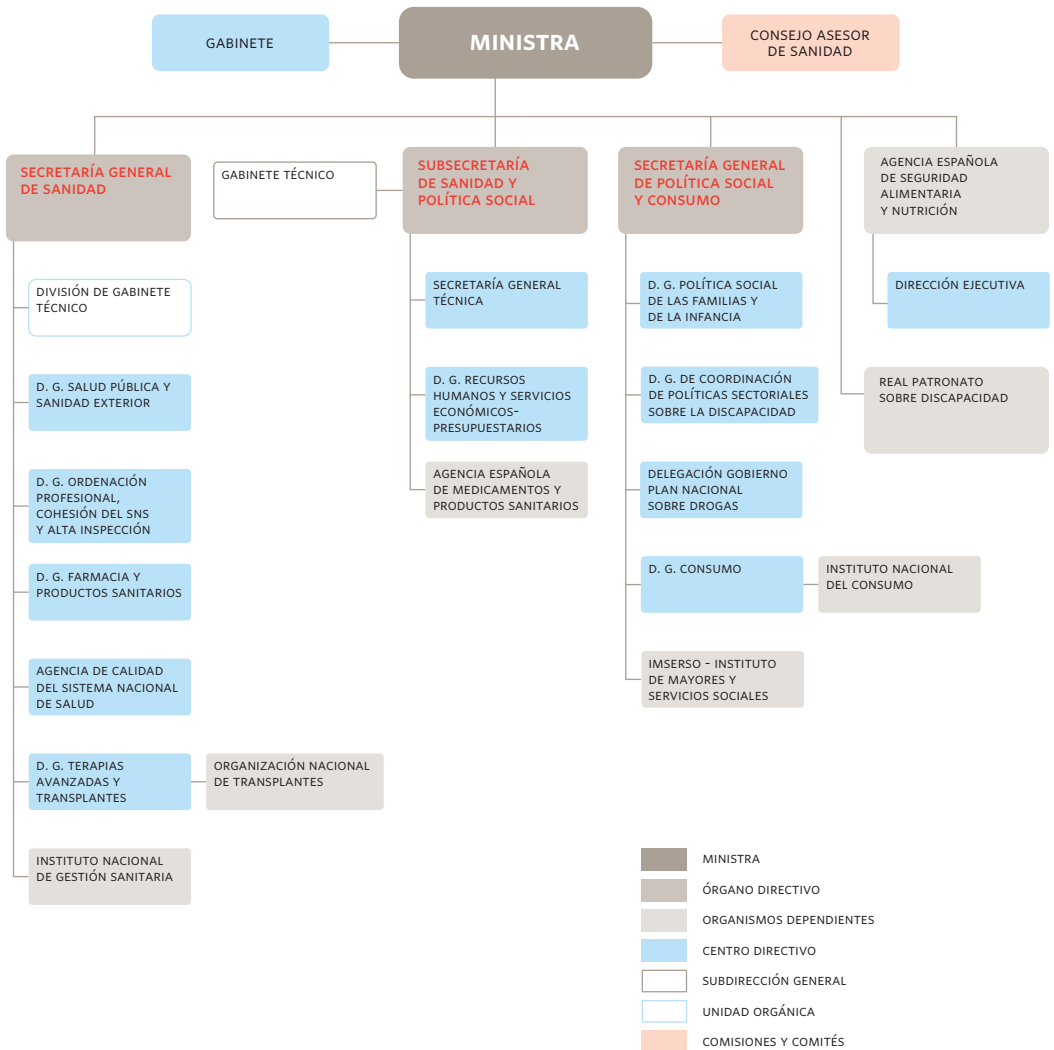 GABINETE
MINISTRA
CONSEJO ASESOR
DE SANIDAD
SECRETARÍA GENERAL
DE SANIDAD
GABINETE TÉCNICO
SUBSECRETARÍA
DE SANIDAD Y
POLÍTICA SOCIAL
SECRETARÍA GENERAL
DE POLÍTICA SOCIAL
Y CONSUMO
AGENCIA ESPAÑOLA
DE SEGURIDAD
ALIMENTARIA
Y NUTRICIÓN
DIVISIÓN DE GABINETE
TÉCNICO
D. G. SALUD PÚBLICA Y
SANIDAD EXTERIOR
D. G. ORDENACIÓN
PROFESIONAL,
COHESIÓN DEL SNS
Y ALTA INSPECCIÓN
D. G. FARMACIA Y
PRODUCTOS SANITARIOS
AGENCIA DE CALIDAD
DEL SISTEMA NACIONAL
DE SALUD
D. G. TERAPIAS
AVANZADAS Y
TRANSPLANTES
ORGANIZACIÓN NACIONAL
DE TRANSPLANTES
INSTITUTO NACIONAL
DE GESTIÓN SANITARIA
SECRETARÍA GENERAL
TÉCNICA
D. G. RECURSOS
HUMANOS Y SERVICIOS
ECONÓMICOS-
PRESUPUESTARIOS
AGENCIA ESPAÑOLA
DE MEDICAMENTOS Y
PRODUCTOS SANITARIOS
D. G. POLÍTICA SOCIAL
DE LAS FAMILIAS Y
DE LA INFANCIA
D. G. DE COORDINACIÓN
DE POLÍTICAS SECTORIALES
SOBRE LA DISCAPACIDAD
DELEGACIÓN GOBIERNO
PLAN NACIONAL
SOBRE DROGAS
D. G. CONSUMO
INSTITUTO NACIONAL
DEL CONSUMO
IMSERSO - INSTITUTO
DE MAYORES Y
SERVICIOS SOCIALES
DIRECCIÓN EJECUTIVA
REAL PATRONATO
SOBRE DISCAPACIDAD
MINISTRA
ÓRGANO DIRECTIVO
ORGANISMOS DEPENDIENTES
CENTRO DIRECTIVO
SUBDIRECCIÓN GENERAL
UNIDAD ORGÁNICA
COMISIONES Y COMITÉS